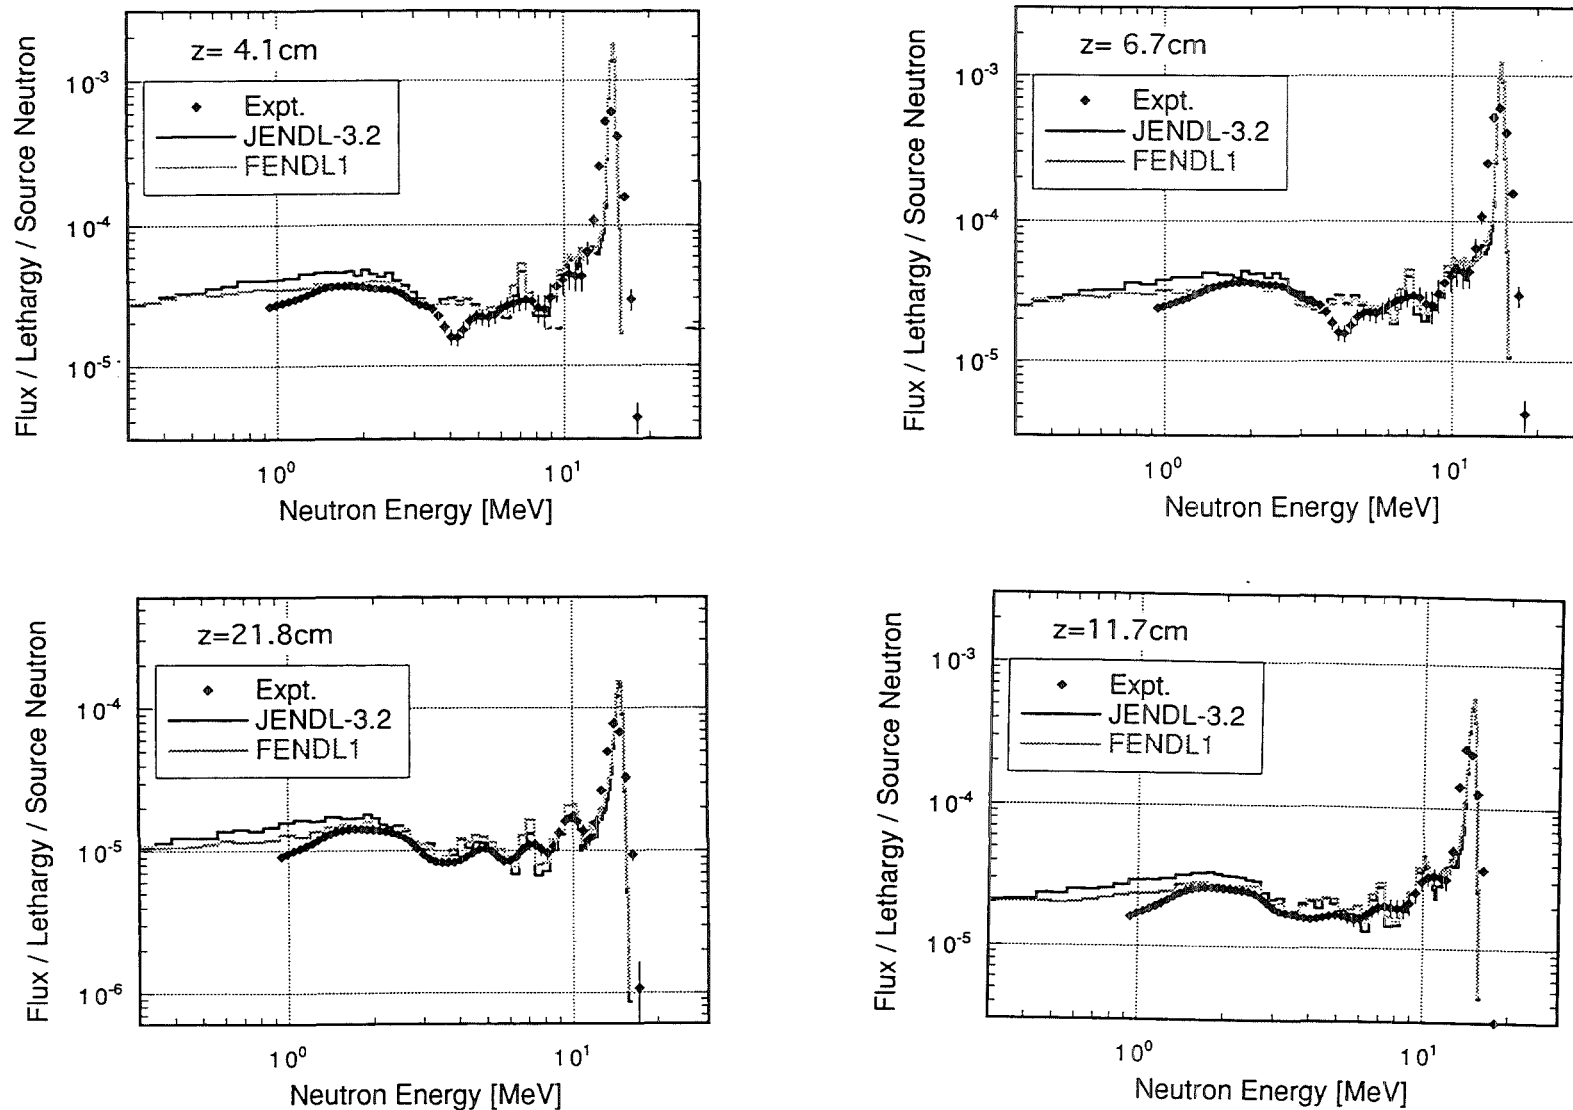 z= 4.1cm
Expt.
JENDL-3.2
FENDL1
10⁻³
10⁻⁴
10⁻⁵
10⁰
10¹
Flux / Lethargy / Source Neutron
Neutron Energy [MeV]
z= 6.7cm
Expt.
JENDL-3.2
FENDL1
10⁻³
10⁻⁴
10⁻⁵
10⁰
10¹
Flux / Lethargy / Source Neutron
Neutron Energy [MeV]
z=21.8cm
Expt.
JENDL-3.2
FENDL1
10⁻⁴
10⁻⁵
10⁻⁶
10⁰
10¹
Flux / Lethargy / Source Neutron
Neutron Energy [MeV]
z=11.7cm
Expt.
JENDL-3.2
FENDL1
10⁻³
10⁻⁴
10⁻⁵
10⁰
10¹
Flux / Lethargy / Source Neutron
Neutron Energy [MeV]